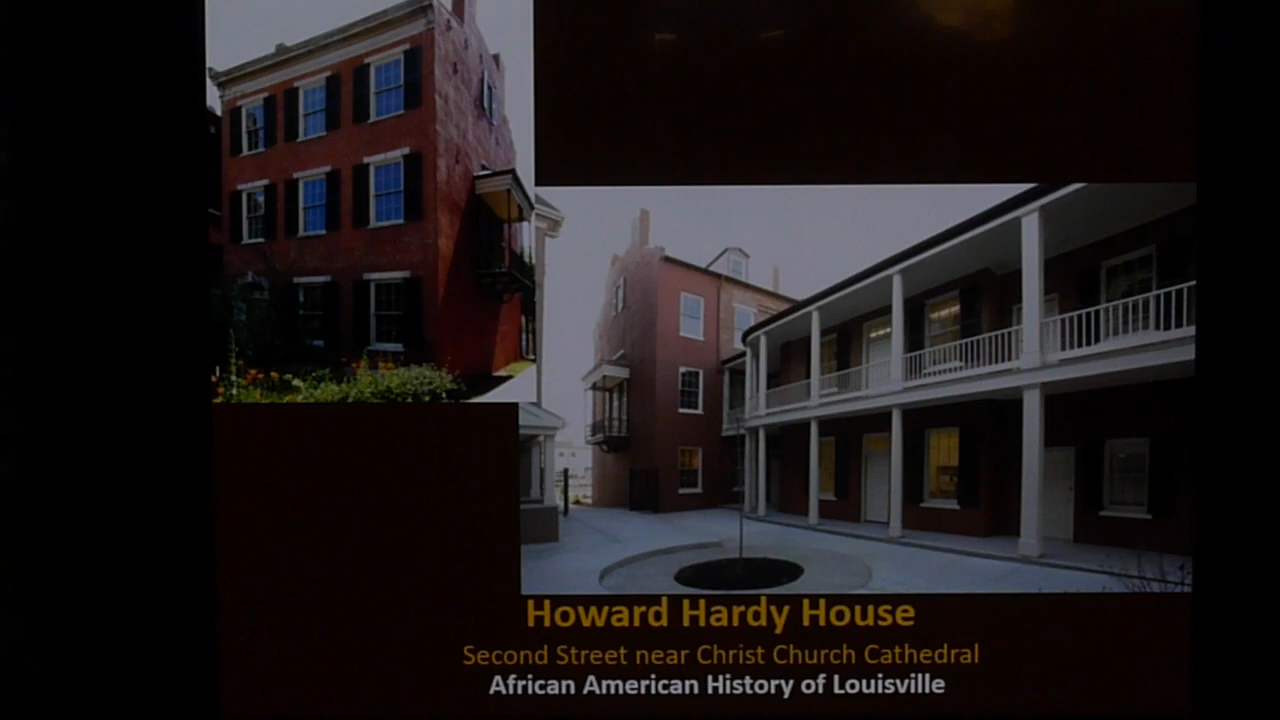 Howard Hardy House
Second Street near Christ Church Cathedral
African American History of Louisville